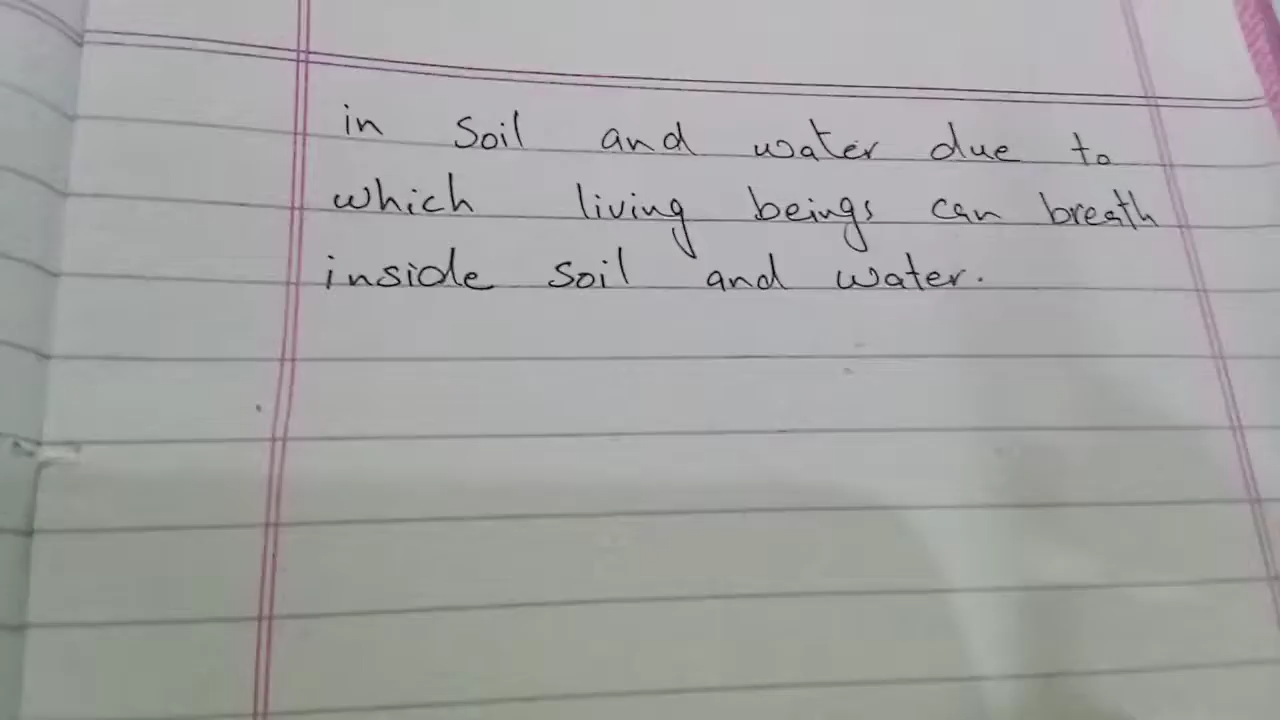 in soil and water due to
which living beings can breath
inside soil and water.